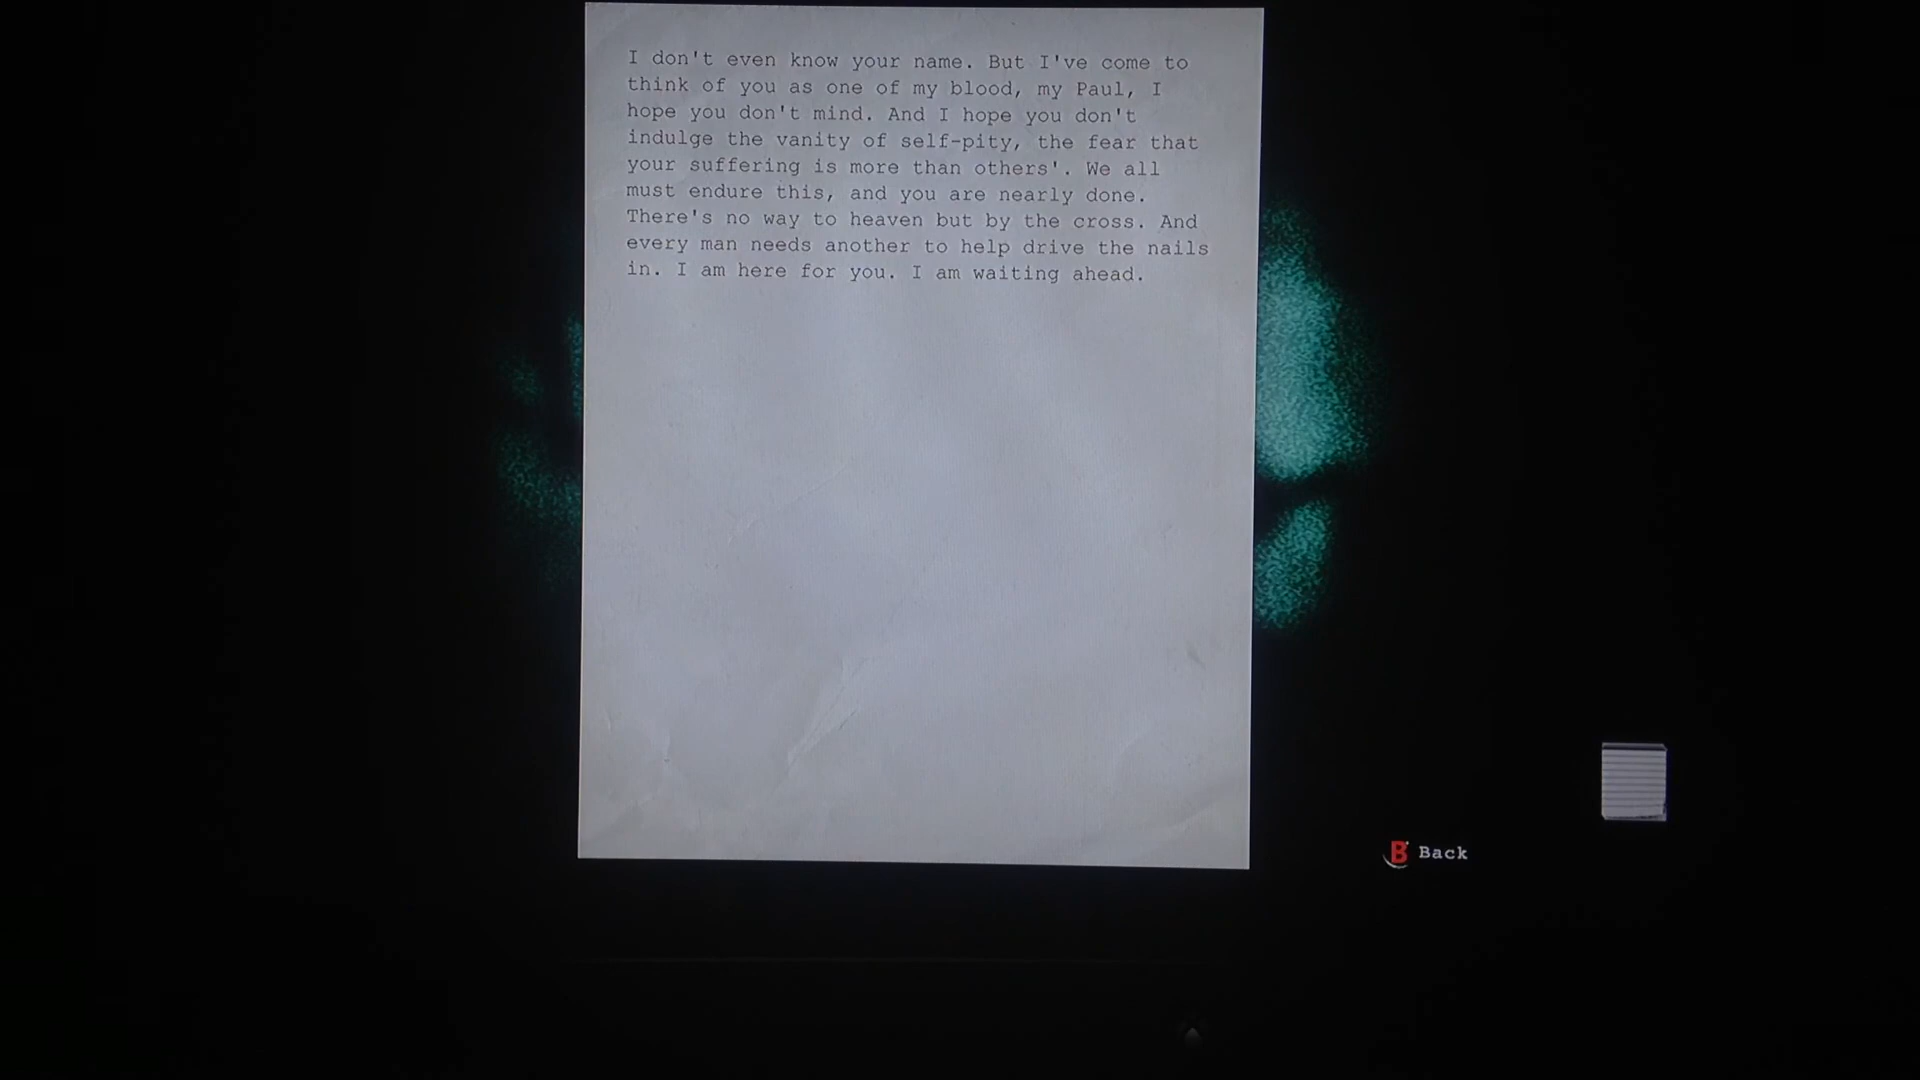 I don't even know your name. But I've come to
think of you as one of my blood, my Paul, I
hope you don't mind. And I hope you don't
indulge the vanity of self-pity, the fear that
your suffering is more than others'. We all
must endure this, and you are nearly done.
There's no way to heaven but by the cross. And
every man needs another to help drive the nails
in. I am here for you. I am waiting ahead.
B Back